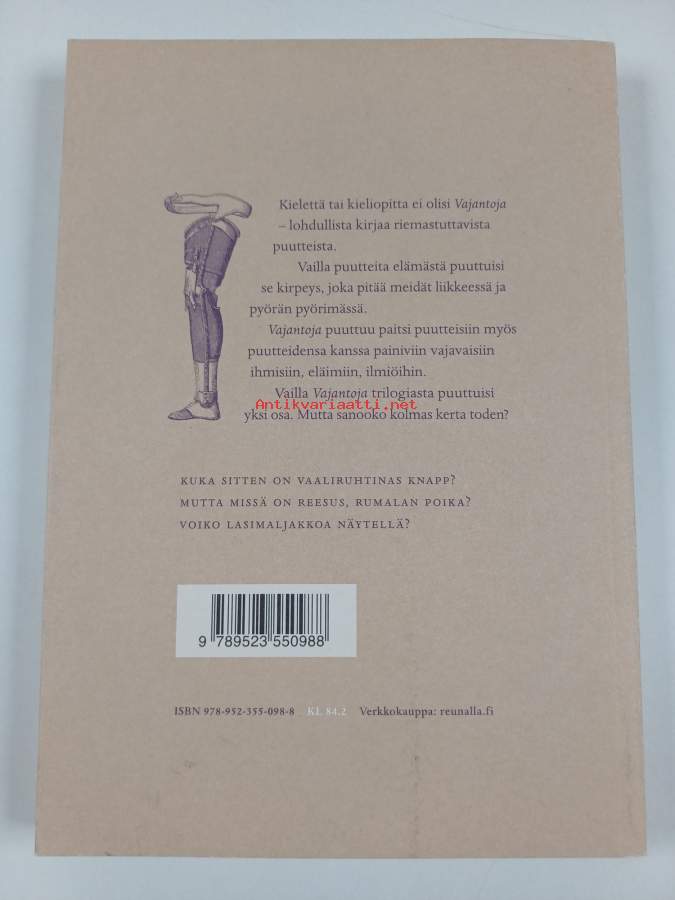 Kielettä tai kieliopitta ei olisi Vajantoja
– lohdullista kirjaa riemastuttavista
puutteista.
Vailla puutteita elämästä puuttuisi
se kirpeys, joka pitää meidät liikkeessä ja
pyörän pyörimässä.
Vajantoja puuttuu paitsi puutteisiin myös
puutteidensa kanssa painiviin vajavaisiin
ihmisiin, eläimiin, ilmiöihin.
Vailla Vajantoja trilogiasta puuttuisi
Antikvariaatti.net
yksi osa. Mutta sanooko kolmas kerta toden?
KUKA SITTEN ON VAALIRUHTINAS KNAPP?
MUTTA MISSÄ ON REESUS, RUMALAN POIKA?
VOIKO LASIMALJAKKOA NÄYTELLÄ?
9 789523 550988
ISBN 978-952-355-098-8 KL 84.2 Verkkokauppa: reunalla.fi